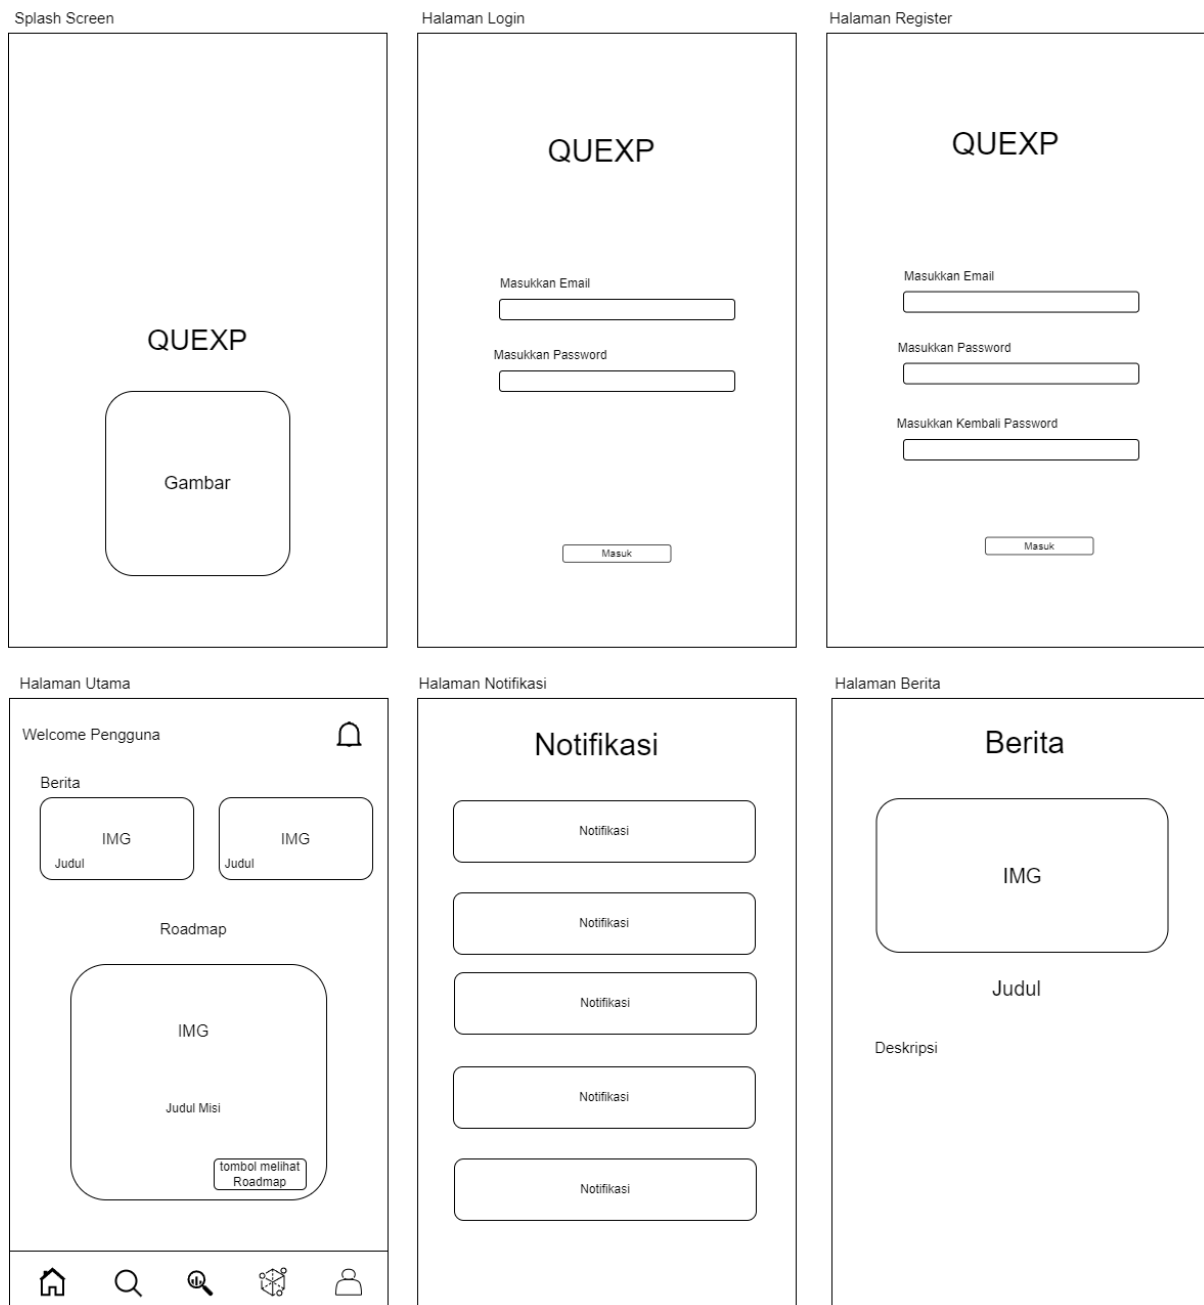 Splash Screen
QUEXP
Gambar
Halaman Login
QUEXP
Masukkan Email
Masukkan Password
Masuk
Halaman Register
QUEXP
Masukkan Email
Masukkan Password
Masukkan Kembali Password
Masuk
Halaman Utama
Welcome Pengguna
Berita
IMG
Judul
IMG
Judul
Roadmap
IMG
Judul Misi
tombol melihat
Roadmap
Halaman Notifikasi
Notifikasi
Notifikasi
Notifikasi
Notifikasi
Notifikasi
Notifikasi
Halaman Berita
Berita
IMG
Judul
Deskripsi